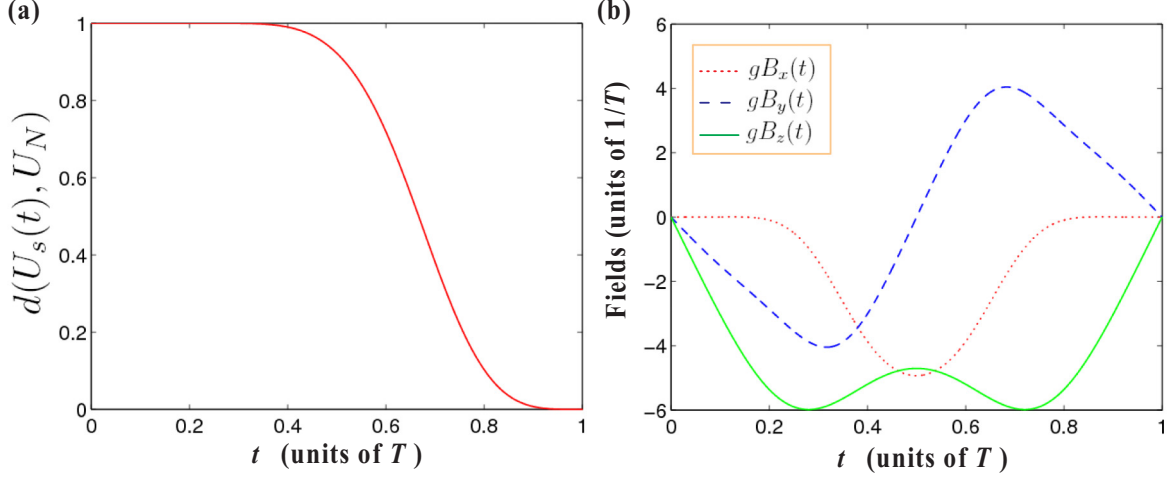 (a)
1
0.8
0.6
0.4
0.2
0
d(U_s(t), U_N)
0 0.2 0.4 0.6 0.8 1
t (units of T)
(b)
6
4
2
0
-2
-4
-6
Fields (units of 1/T)
gB_x(t)
gB_y(t)
gB_z(t)
0 0.2 0.4 0.6 0.8 1
t (units of T)